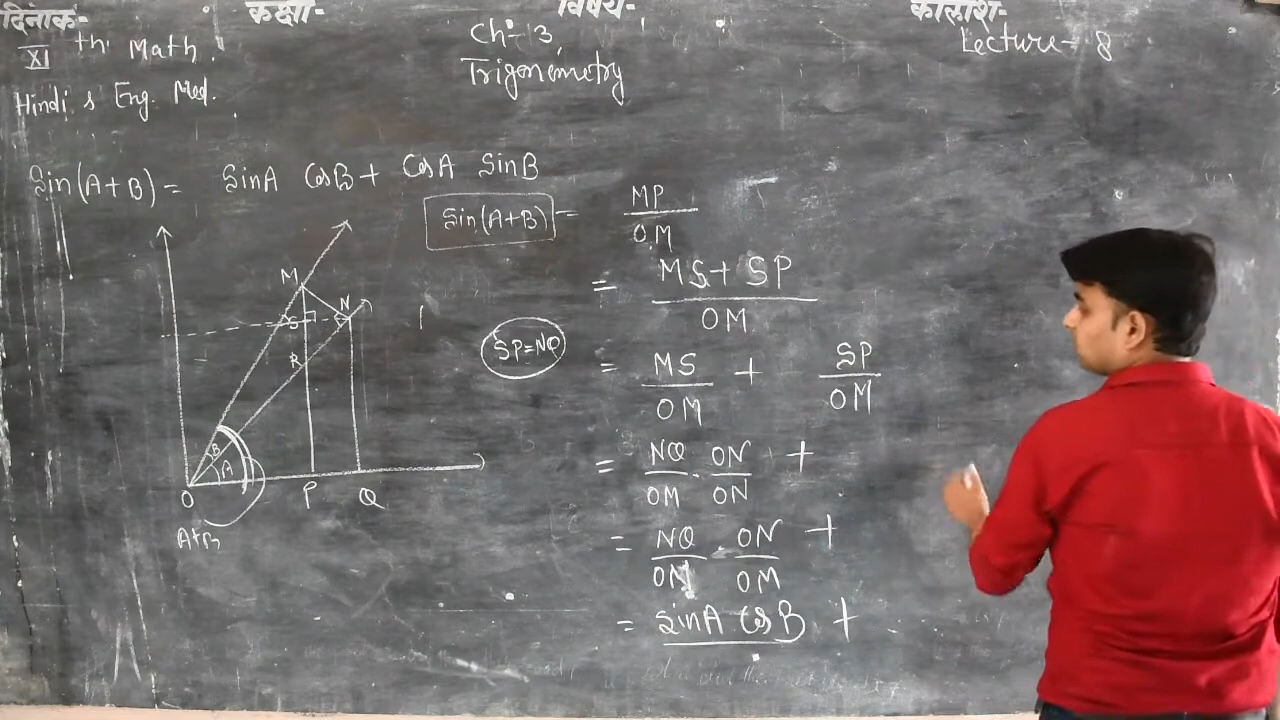 दिनांक- कक्षा- विषय- कालांश-
XI th Math. Ch- 3 Lecture- 8
Trigonometry
Hindi & Eng. Med.
Sin(A+B) = SinA CosB + CosA SinB
Sin(A+B) = MP/OM
= MS+SP/OM
SP=NQ
= MS/OM + SP/OM
= NQ/OM . ON/ON +
= NQ/ON . ON/OM +
= SinA CosB +
M
N
S
R
B
A
O P Q
A+B